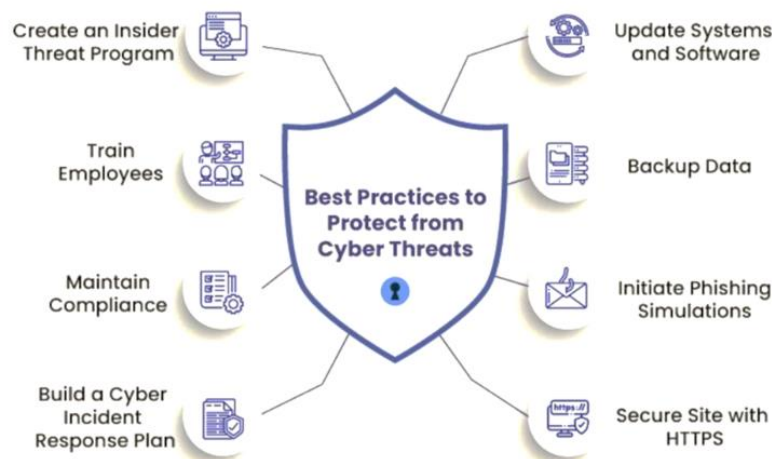 Create an Insider
Threat Program
Train
Employees
Maintain
Compliance
Build a Cyber
Incident
Response Plan
Best Practices to
Protect from
Cyber Threats
Update Systems
and Software
Backup Data
Initiate Phishing
Simulations
https://
Secure Site with
HTTPS